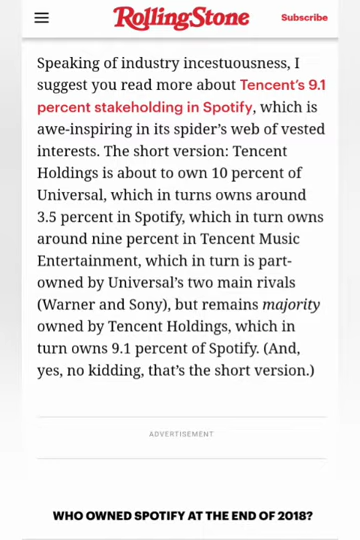 RollingStone
Subscribe
Speaking of industry incestuousness, I
suggest you read more about Tencent's 9.1
percent stakeholding in Spotify, which is
awe-inspiring in its spider's web of vested
interests. The short version: Tencent
Holdings is about to own 10 percent of
Universal, which in turns owns around
3.5 percent in Spotify, which in turn owns
around nine percent in Tencent Music
Entertainment, which in turn is part-
owned by Universal's two main rivals
(Warner and Sony), but remains majority
owned by Tencent Holdings, which in
turn owns 9.1 percent of Spotify. (And,
yes, no kidding, that's the short version.)
ADVERTISEMENT
WHO OWNED SPOTIFY AT THE END OF 2018?